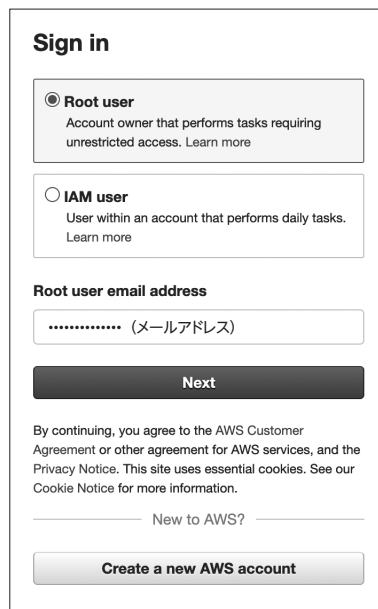 Sign in
Root user
Account owner that performs tasks requiring
unrestricted access. Learn more
IAM user
User within an account that performs daily tasks.
Learn more
Root user email address
•••••••••••••• (メールアドレス)
Next
By continuing, you agree to the AWS Customer
Agreement or other agreement for AWS services, and the
Privacy Notice. This site uses essential cookies. See our
Cookie Notice for more information.
New to AWS?
Create a new AWS account